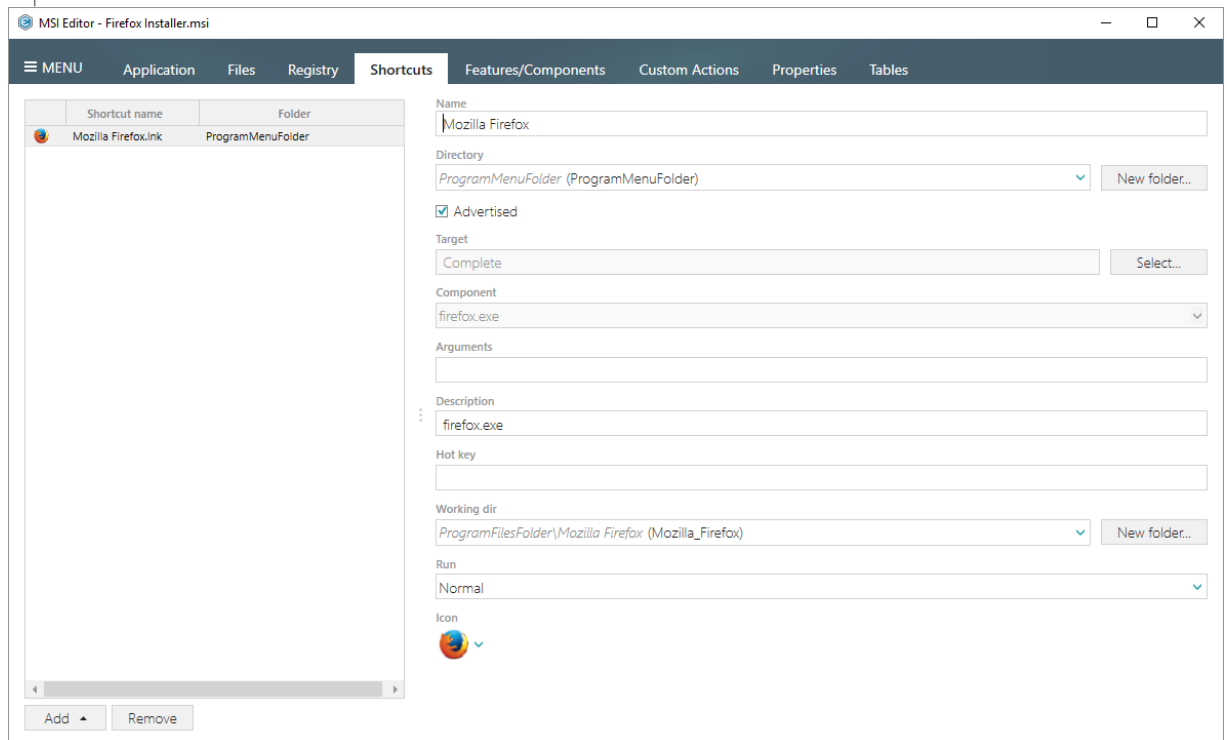 MSI Editor - Firefox Installer.msi
MENU Application Files Registry Shortcuts Features/Components Custom Actions Properties Tables
Shortcut name Folder
Mozilla Firefox.lnk ProgramMenuFolder
Name
Mozilla Firefox
Directory
ProgramMenuFolder (ProgramMenuFolder) New folder...
Advertised
Target
Complete Select...
Component
firefox.exe
Arguments
Description
firefox.exe
Hot key
Working dir
ProgramFilesFolder\Mozilla Firefox (Mozilla_Firefox) New folder...
Run
Normal
Icon
Add Remove